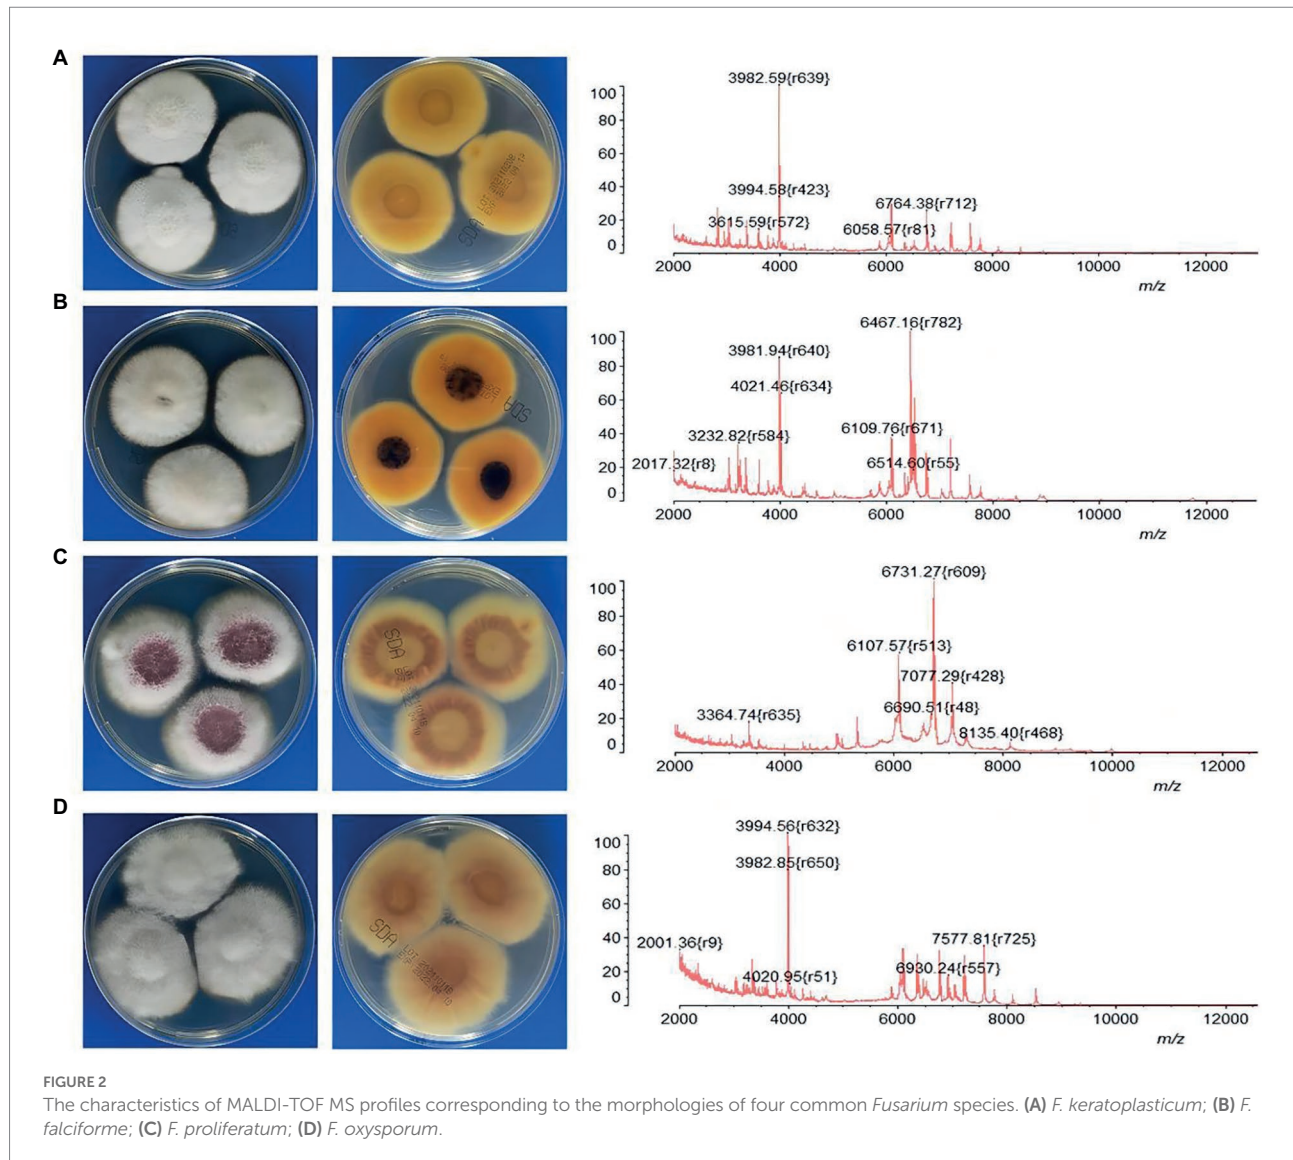 A
SDA
3982.59{r639}
3994.58{r423}
3615.59{r572}
6764.38{r712}
6058.57{r81}
100
80
60
40
20
0
2000 4000 6000 8000 10000 12000
m/z
B
SDA
6467.16{r782}
3981.94{r640}
4021.46{r634}
3232.82{r584}
6109.76{r671}
2017.32{r8}
6514.60{r55}
100
80
60
40
20
0
2000 4000 6000 8000 10000 12000
m/z
C
SDA
6731.27{r609}
6107.57{r513}
7077.29{r428}
6690.51{r48}
3364.74{r635}
8135.40{r468}
100
80
60
40
20
0
2000 4000 6000 8000 10000 12000
m/z
D
SDA
3994.56{r632}
3982.85{r650}
2001.36{r9}
4020.95{r51}
7577.81{r725}
6930.24{r557}
100
80
60
40
20
0
2000 4000 6000 8000 10000 12000
m/z
FIGURE 2
The characteristics of MALDI-TOF MS profiles corresponding to the morphologies of four common Fusarium species. (A) F. keratoplasticum; (B) F.
falciforme; (C) F. proliferatum; (D) F. oxysporum.